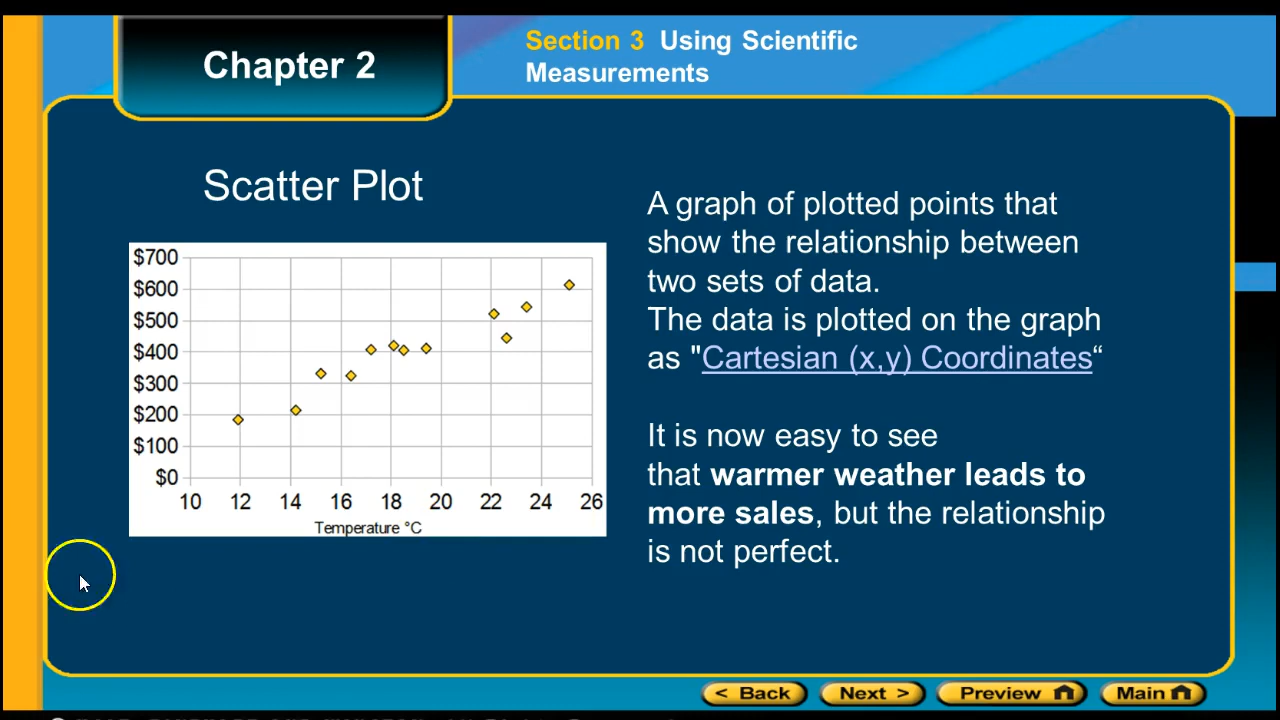 Chapter 2
Section 3 Using Scientific
Measurements
Scatter Plot
$700
$600
$500
$400
$300
$200
$100
$0
10 12 14 16 18 20 22 24 26
Temperature °C
A graph of plotted points that
show the relationship between
two sets of data.
The data is plotted on the graph
as "Cartesian (x,y) Coordinates“
It is now easy to see
that warmer weather leads to
more sales, but the relationship
is not perfect.
< Back Next > Preview Main